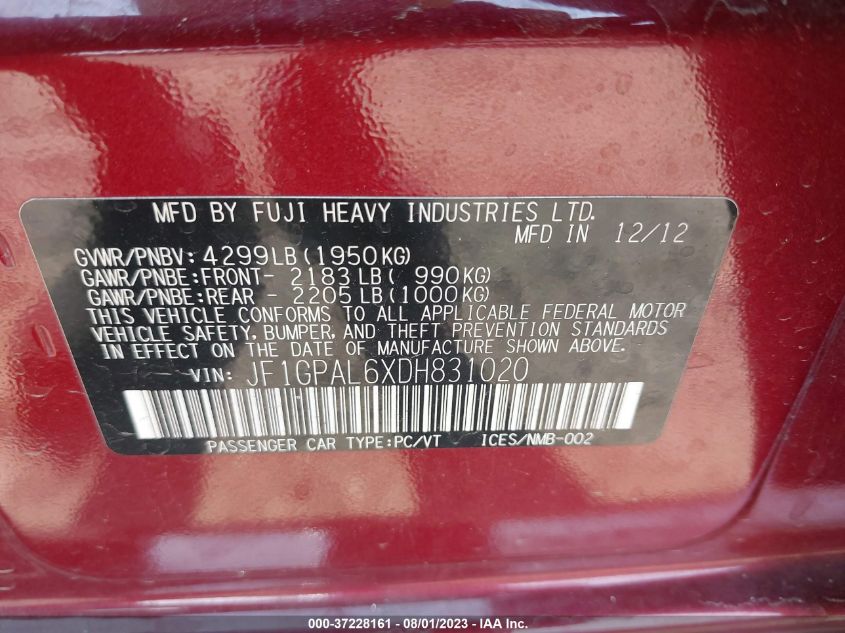 MFD BY FUJI HEAVY INDUSTRIES LTD.
MFD IN 12/12
GVWR/PNBV: 4299LB (1950KG)
GAWR/PNBE:FRONT- 2183LB ( 990KG)
GAWR/PNBE:REAR - 2205LB (1000KG)
THIS VEHICLE CONFORMS TO ALL APPLICABLE FEDERAL MOTOR
VEHICLE SAFETY, BUMPER, AND THEFT PREVENTION STANDARDS
IN EFFECT ON THE DATE OF MANUFACTURE SHOWN ABOVE.
VIN: JF1GPAL6XDH831020
PASSENGER CAR TYPE:PC/VT ICES/NMB-002
000-37228161 - 08/01/2023 - IAA Inc.